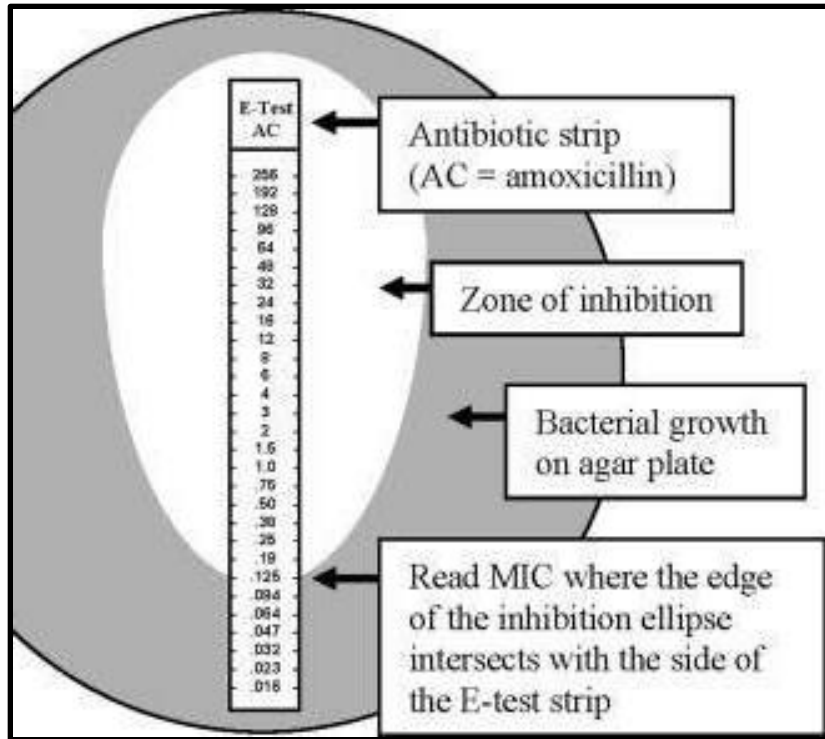 E-Test
AC
256
192
128
96
64
48
32
24
16
12
8
6
4
3
2
1.5
1.0
.75
.50
.38
.25
.19
.125
.094
.064
.047
.032
.023
.016
Antibiotic strip
(AC = amoxicillin)
Zone of inhibition
Bacterial growth
on agar plate
Read MIC where the edge
of the inhibition ellipse
intersects with the side of
the E-test strip